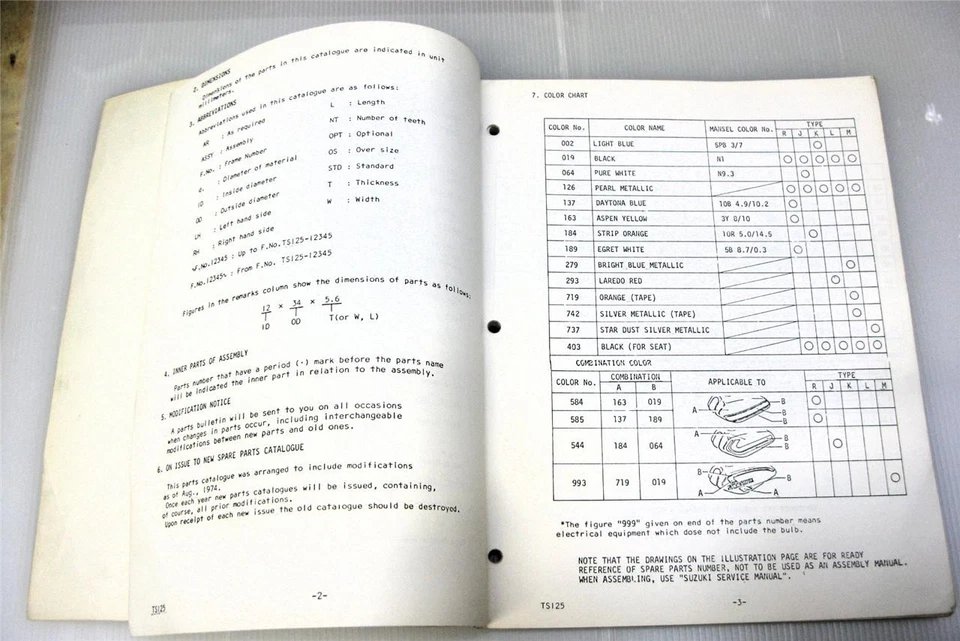 2. DIMENSIONS
Dimensions of the parts in this catalogue are indicated in unit
millimeters.
3. ABBREVIATIONS
Abbreviations used in this catalogue are as follows:
AR : As required
ASSY : Assembly
F.No. : Frame Number
d. : Diameter of material
ID : Inside diameter
OD : Outside diameter
LH : Left hand side
RH : Right hand side
L : Length
NT : Number of teeth
OPT : Optional
OS : Over size
STD : Standard
T : Thickness
W : Width
F.No.12345 : Up to F.No.TS125-12345
F.No.12345 : From F.No. TS125-12345
Figures in the remarks column show the dimensions of parts as follows:
12 × 34 × 5.6
ID OD T(or W, L)
4. INNER PARTS OF ASSEMBLY
Parts number that have a period (·) mark before the parts name
will be indicated the inner part in relation to the assembly.
5. MODIFICATION NOTICE
A parts bulletin will be sent to you on all occasions
when changes in parts occur, including interchangeable
modifications between new parts and old ones.
6. ON ISSUE TO NEW SPARE PARTS CATALOGUE
This parts catalogue was arranged to include modifications
as of Aug., 1974.
Once each year new parts catalogues will be issued, containing,
of course, all prior modifications.
Upon receipt of each new issue the old catalogue should be destroyed.
TS125
-2-
7. COLOR CHART
COLOR No. COLOR NAME MANSEL COLOR No. TYPE
R J K L M
002 LIGHT BLUE SPB 3/7 ○
019 BLACK N1 ○ ○ ○ ○ ○
064 PURE WHITE N9.3 ○
126 PEARL METALLIC ○ ○ ○ ○ ○
137 DAYTONA BLUE 10B 4.9/10.2 ○
163 ASPEN YELLOW 3Y 0/10 ○
184 STRIP ORANGE 10R 5.0/14.5 ○
189 EGRET WHITE 5B 8.7/0.3 ○
279 BRIGHT BLUE METALLIC ○
293 LAREDO RED ○
719 ORANGE (TAPE) ○
742 SILVER METALLIC (TAPE) ○
737 STAR DUST SILVER METALLIC ○
403 BLACK (FOR SEAT) ○ ○ ○ ○ ○
COMBINATION COLOR
COLOR No. COMBINATION APPLICABLE TO TYPE
A B R J K L M
584 163 019 A B ○
585 137 189 B ○
544 184 064 A B B ○
993 719 019 B B A A ○
*The figure "999" given on end of the parts number means
electrical equipment which dose not include the bulb.
NOTE THAT THE DRAWINGS ON THE ILLUSTRATION PAGE ARE FOR READY
REFERENCE OF SPARE PARTS NUMBER, NOT TO BE USED AS AN ASSEMBLY MANUAL.
WHEN ASSEMBLING, USE "SUZUKI SERVICE MANUAL".
TS125
-3-